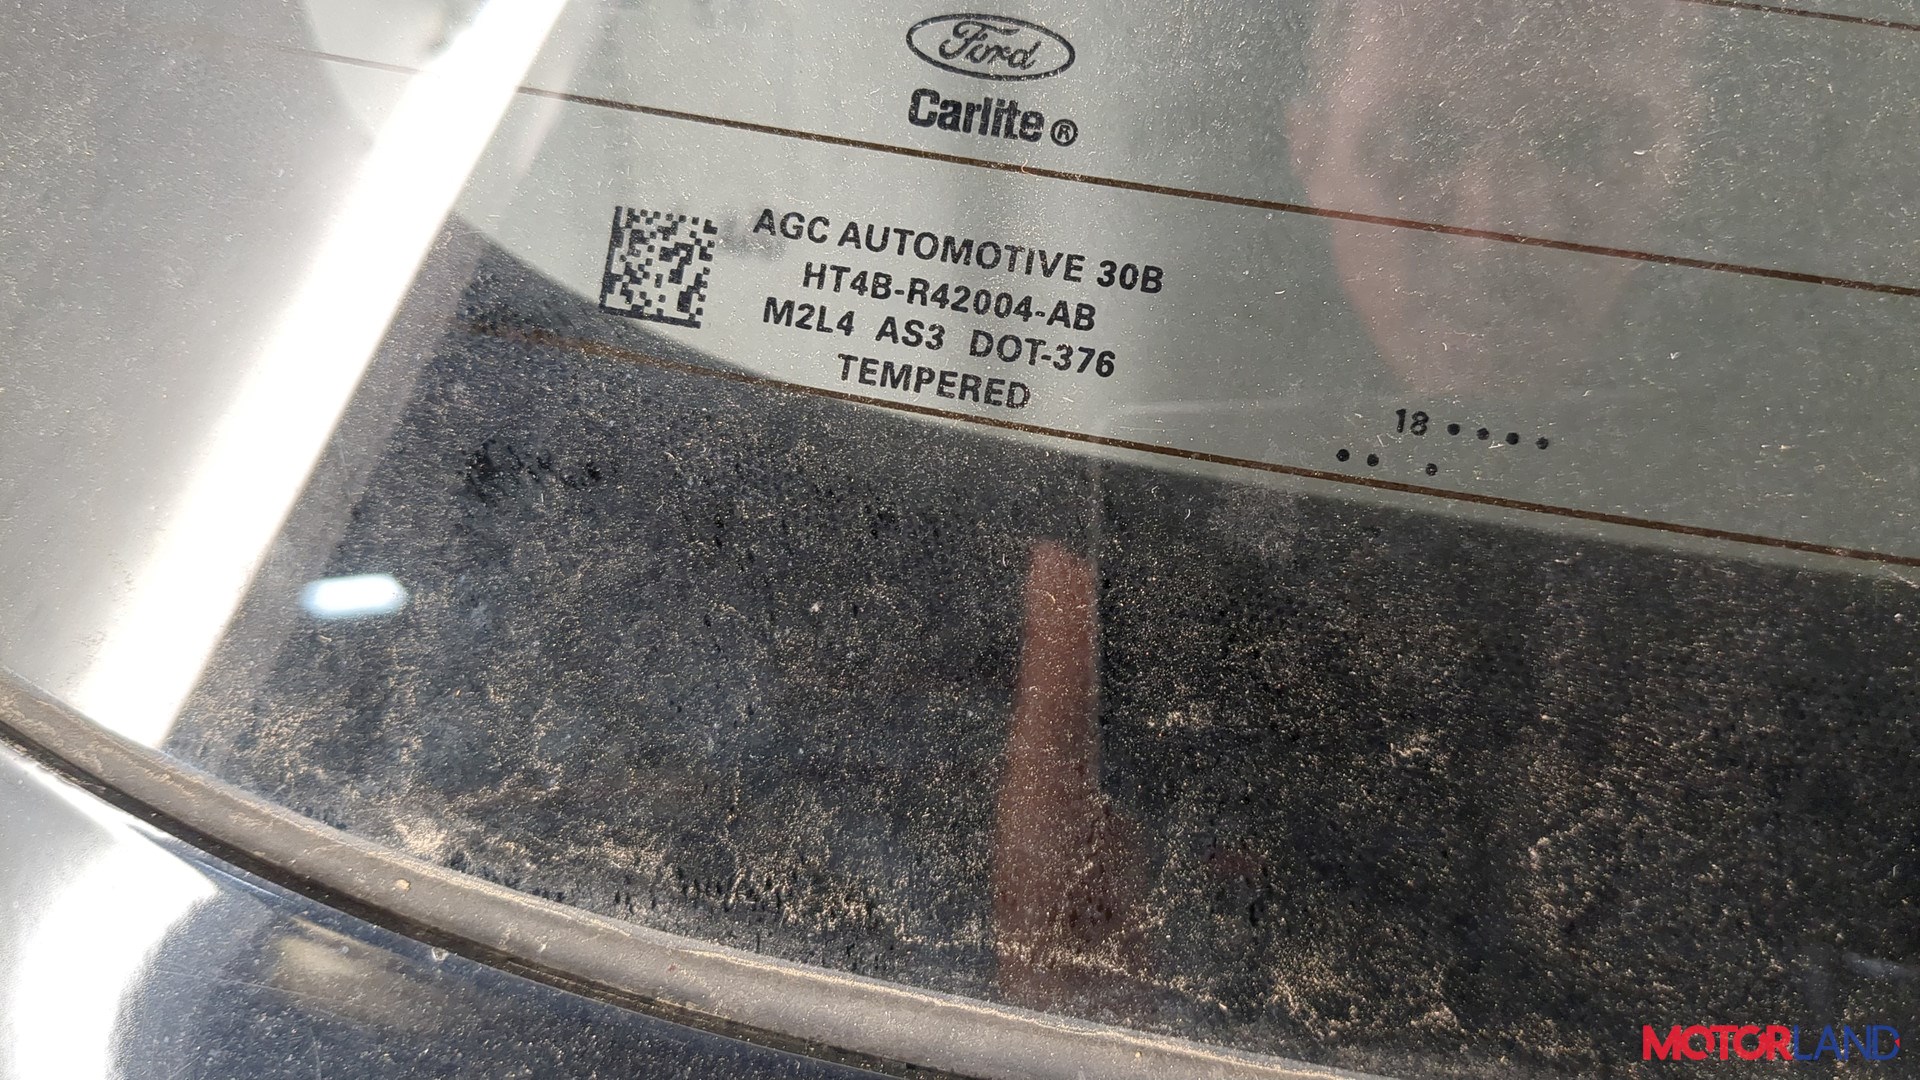 Ford
Carlite ®
AGC AUTOMOTIVE 30B
HT4B-R42004-AB
M2L4 AS3 DOT-376
TEMPERED
18 • • • •
• • •
MOTORLAND